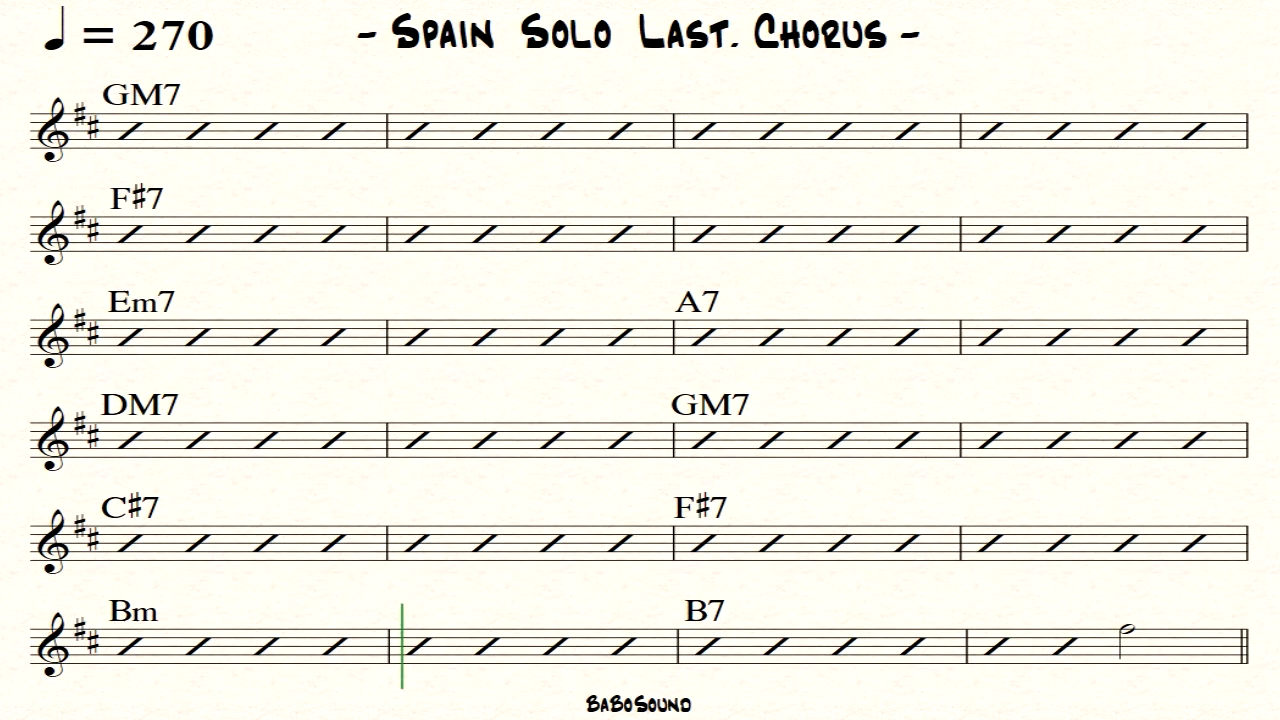 ♩ = 270 - SPAIN SOLO LAST. CHORUS -
GM7
F♯7
Em7 A7
DM7 GM7
C♯7 F♯7
Bm B7
BABOSOUND